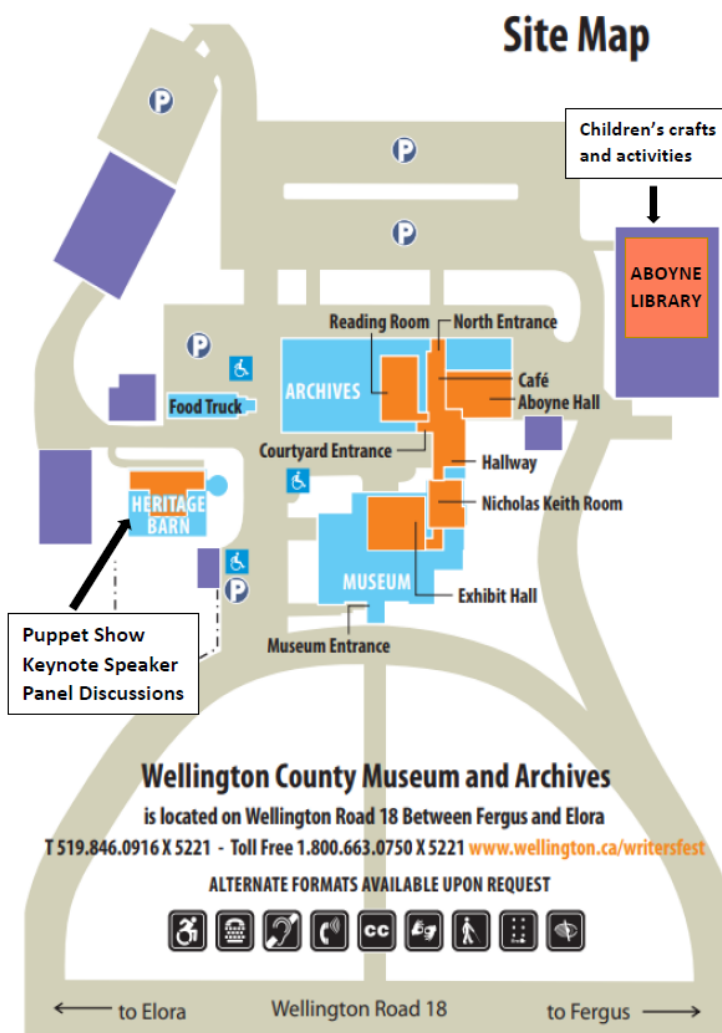 Site Map
P
Children's crafts
and activities
P
P
ABOYNE
LIBRARY
Reading Room
North Entrance
P
ARCHIVES
Café
Aboyne Hall
Food Truck
Courtyard Entrance
Hallway
Nicholas Keith Room
HERITAGE
BARN
MUSEUM
Exhibit Hall
P
Puppet Show
Keynote Speaker
Panel Discussions
Museum Entrance
Wellington County Museum and Archives
is located on Wellington Road 18 Between Fergus and Elora
T 519.846.0916 X 5221 - Toll Free 1.800.663.0750 X 5221 www.wellington.ca/writersfest
ALTERNATE FORMATS AVAILABLE UPON REQUEST
CC
to Elora
Wellington Road 18
to Fergus